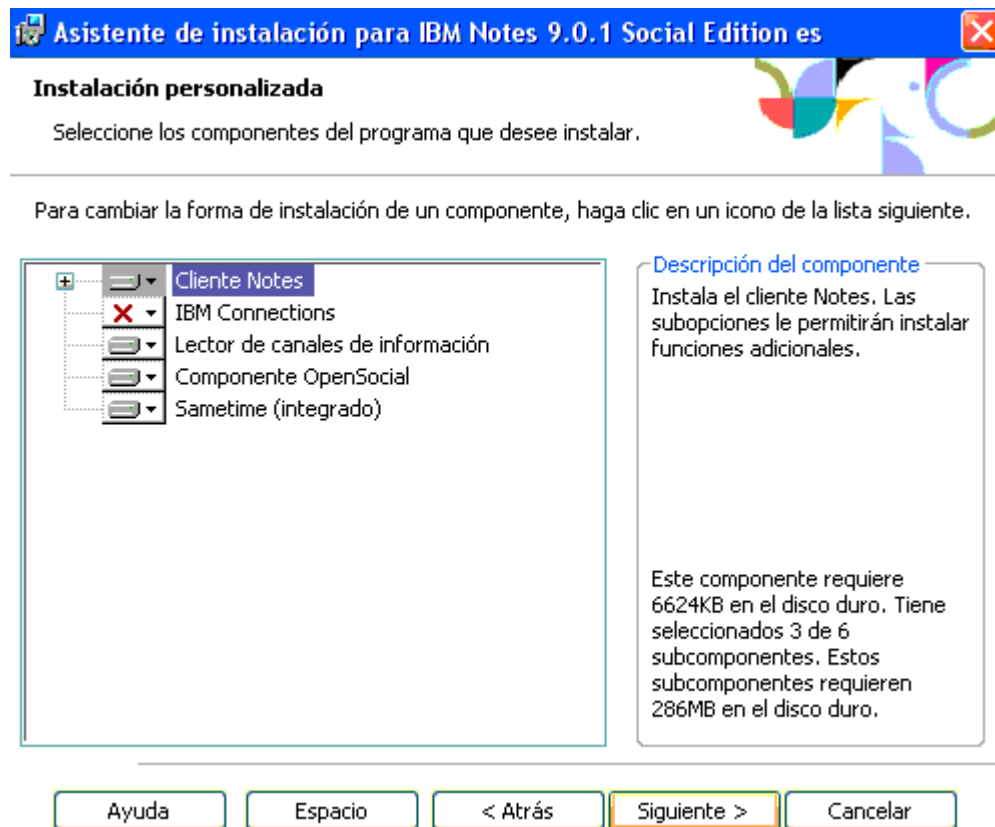 Asistente de instalación para IBM Notes 9.0.1 Social Edition es
Instalación personalizada
Seleccione los componentes del programa que desee instalar.
Para cambiar la forma de instalación de un componente, haga clic en un icono de la lista siguiente.
Cliente Notes
IBM Connections
Lector de canales de información
Componente OpenSocial
Sametime (integrado)
Descripción del componente
Instala el cliente Notes. Las
subopciones le permitirán instalar
funciones adicionales.
Este componente requiere
6624KB en el disco duro. Tiene
seleccionados 3 de 6
subcomponentes. Estos
subcomponentes requieren
286MB en el disco duro.
Ayuda
Espacio
< Atrás
Siguiente >
Cancelar